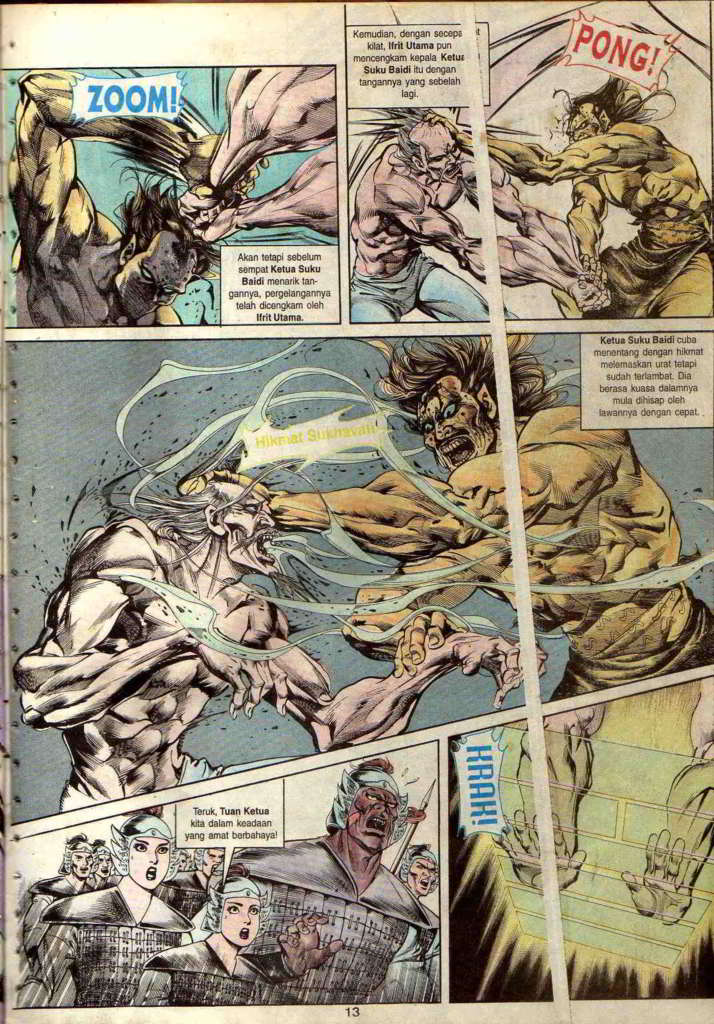 ZOOM!
Akan tetapi sebelum
sempat Ketua Suku
Baidi menarik tan-
gannya, pergelangannya
telah dicengkam oleh
Ifrit Utama.
Kemudian, dengan secepa t
kilat, Ifrit Utama pun
mencengkam kepala Ketua
Suku Baidi itu dengan
tangannya yang sebelah
lagi.
PONG!
Ketua Suku Baidi cuba
menentang dengan hikmat
melemaskan urat tetapi
sudah terlambat. Dia
berasa kuasa dalamnya
mula dihisap oleh
lawannya dengan cepat.
Hikmat Sukhavati
Teruk, Tuan Ketua
kita dalam keadaan
yang amat berbahaya!
KRAK!
13